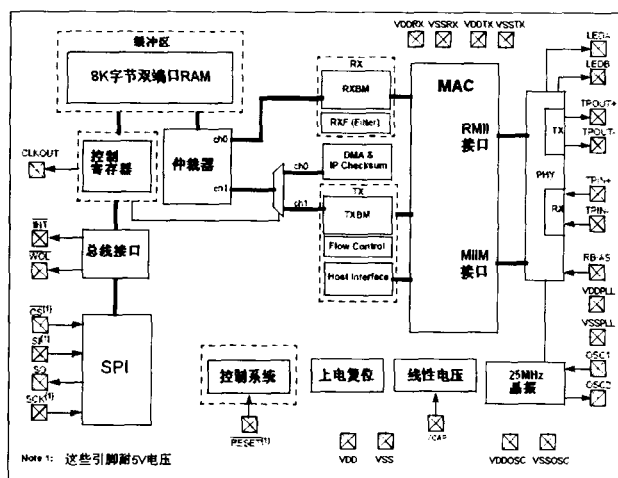 缓冲区
8K字节双端口RAM
VDDRX VSSRX VDDTX VSSTX
LEDA
LEDB
RX
RXBM
RXF (Filter)
MAC
RMII
接口
TPOUT+
TX
TPOUT-
PHY
CLKOUT
控制
寄存器
仲裁器
ch0
ch1
ch0
ch1
DMA &
IP Checksum
TX
TXBM
Flow Control
Host Interface
MIIM
接口
TPIN+
RX
TPIN-
RBIAS
INT
WOL
总线接口
VDDPLL
VSSPLL
CS(1)
SI(1)
SO
SCK(1)
SPI
控制系统
上电复位
线性电压
25MHz
晶振
OSC1
OSC2
RESET(1)
VCAP
VDD VSS
VDDOSC VSSOSC
Note 1: 这些引脚耐5V电压